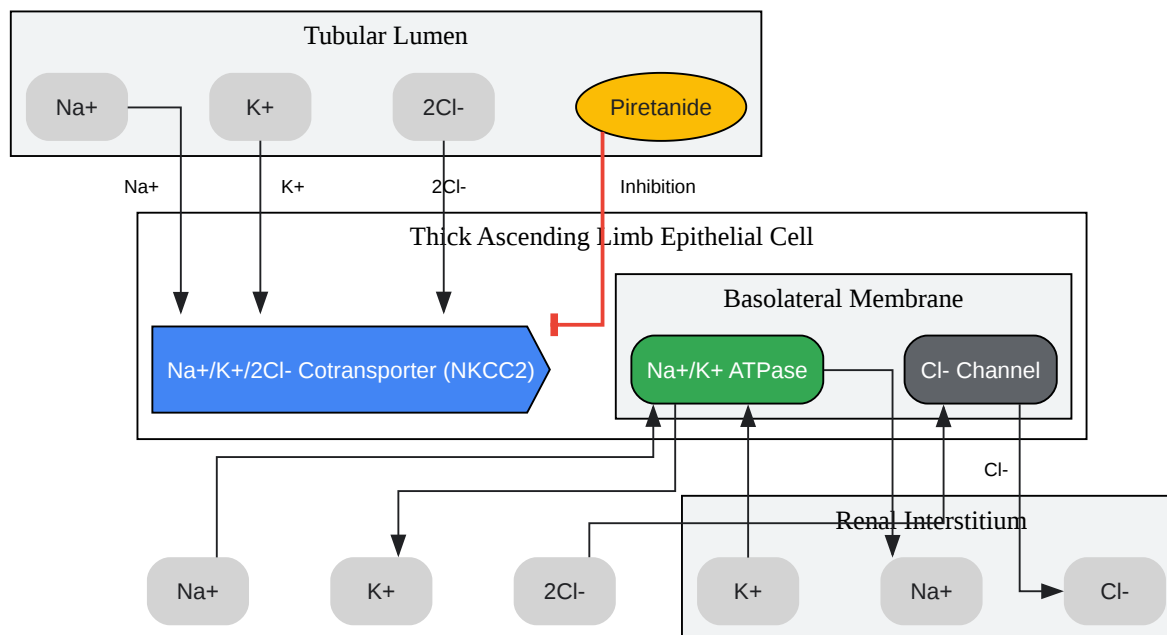 Tubular Lumen
Na+
K+
2Cl-
Piretanide
Na+
K+
2Cl-
Inhibition
Thick Ascending Limb Epithelial Cell
Basolateral Membrane
Na+/K+/2Cl- Cotransporter (NKCC2)
Na+/K+ ATPase
Cl- Channel
Cl-
Renal Interstitium
Na+
K+
2Cl-
K+
Na+
Cl-